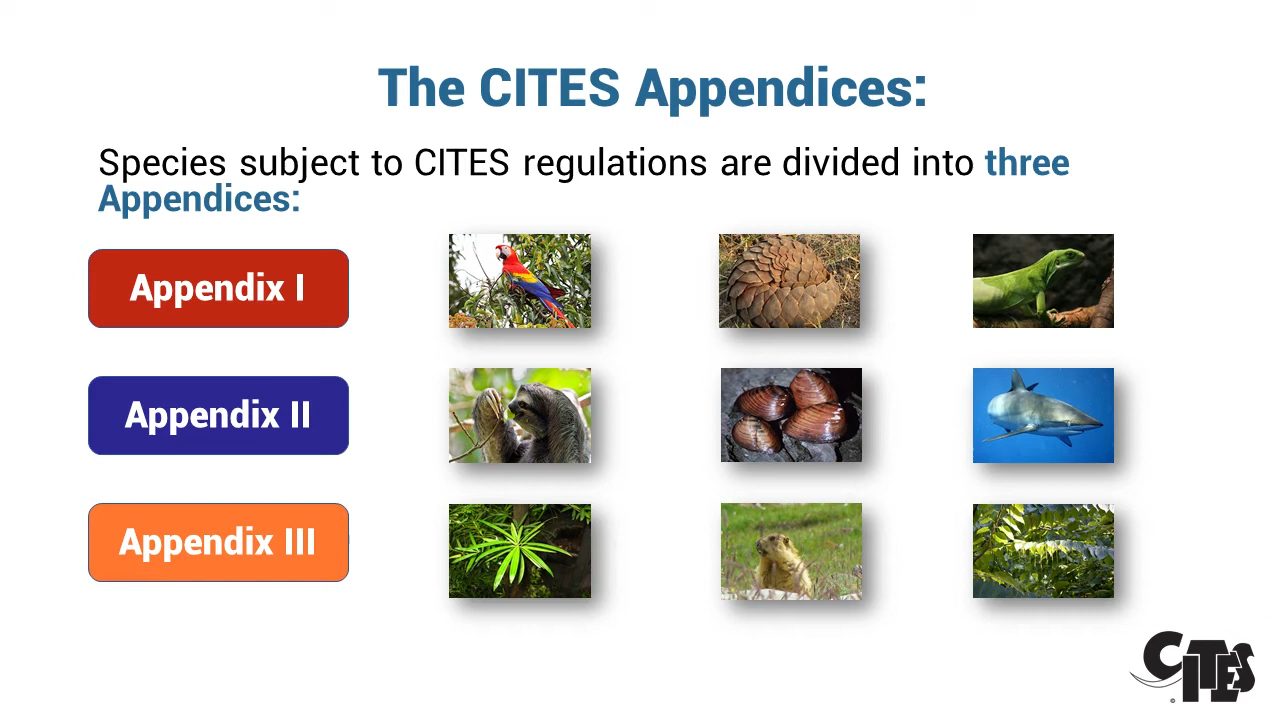 The CITES Appendices:
Species subject to CITES regulations are divided into three
Appendices:
Appendix I
Appendix II
Appendix III
CITES
©